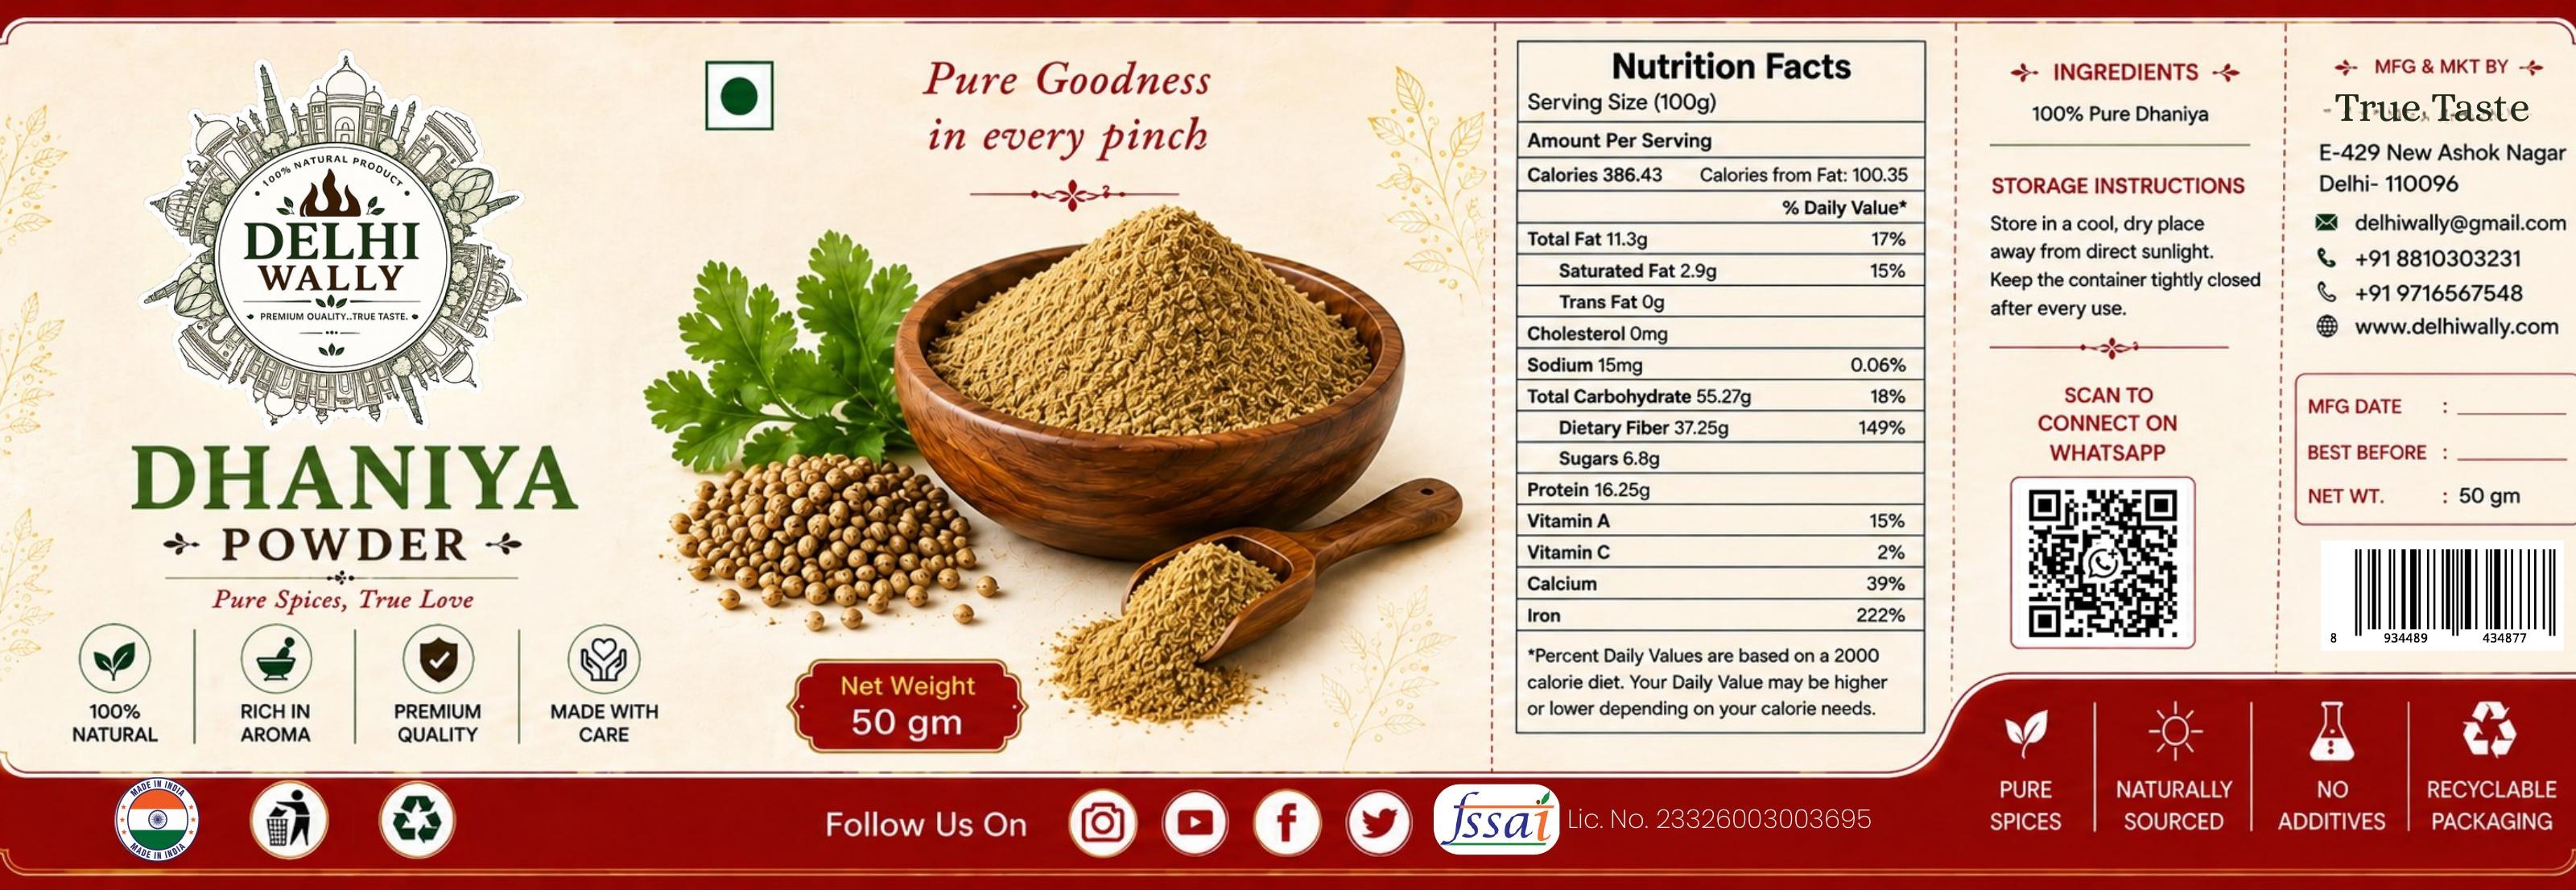 100% NATURAL PRODUCT
DELHI
WALLY
PREMIUM QUALITY..TRUE TASTE.
DHANIYA
POWDER
Pure Spices, True Love
100%
NATURAL
RICH IN
AROMA
PREMIUM
QUALITY
MADE WITH
CARE
Pure Goodness
in every pinch
Net Weight
50 gm
Nutrition Facts
Serving Size (100g)
Amount Per Serving
Calories 386.43 Calories from Fat: 100.35
% Daily Value*
Total Fat 11.3g 17%
Saturated Fat 2.9g 15%
Trans Fat 0g
Cholesterol 0mg
Sodium 15mg 0.06%
Total Carbohydrate 55.27g 18%
Dietary Fiber 37.25g 149%
Sugars 6.8g
Protein 16.25g
Vitamin A 15%
Vitamin C 2%
Calcium 39%
Iron 222%
*Percent Daily Values are based on a 2000
calorie diet. Your Daily Value may be higher
or lower depending on your calorie needs.
INGREDIENTS
100% Pure Dhaniya
STORAGE INSTRUCTIONS
Store in a cool, dry place
away from direct sunlight.
Keep the container tightly closed
after every use.
SCAN TO
CONNECT ON
WHATSAPP
MFG & MKT BY
True Taste
E-429 New Ashok Nagar
Delhi- 110096
delhiwally@gmail.com
+91 8810303231
+91 9716567548
www.delhiwally.com
MFG DATE :
BEST BEFORE :
NET WT. : 50 gm
8 934489 434877
PURE
SPICES
NATURALLY
SOURCED
NO
ADDITIVES
RECYCLABLE
PACKAGING
MADE IN INDIA
MADE IN INDIA
Follow Us On
fssai Lic. No. 23326003003695